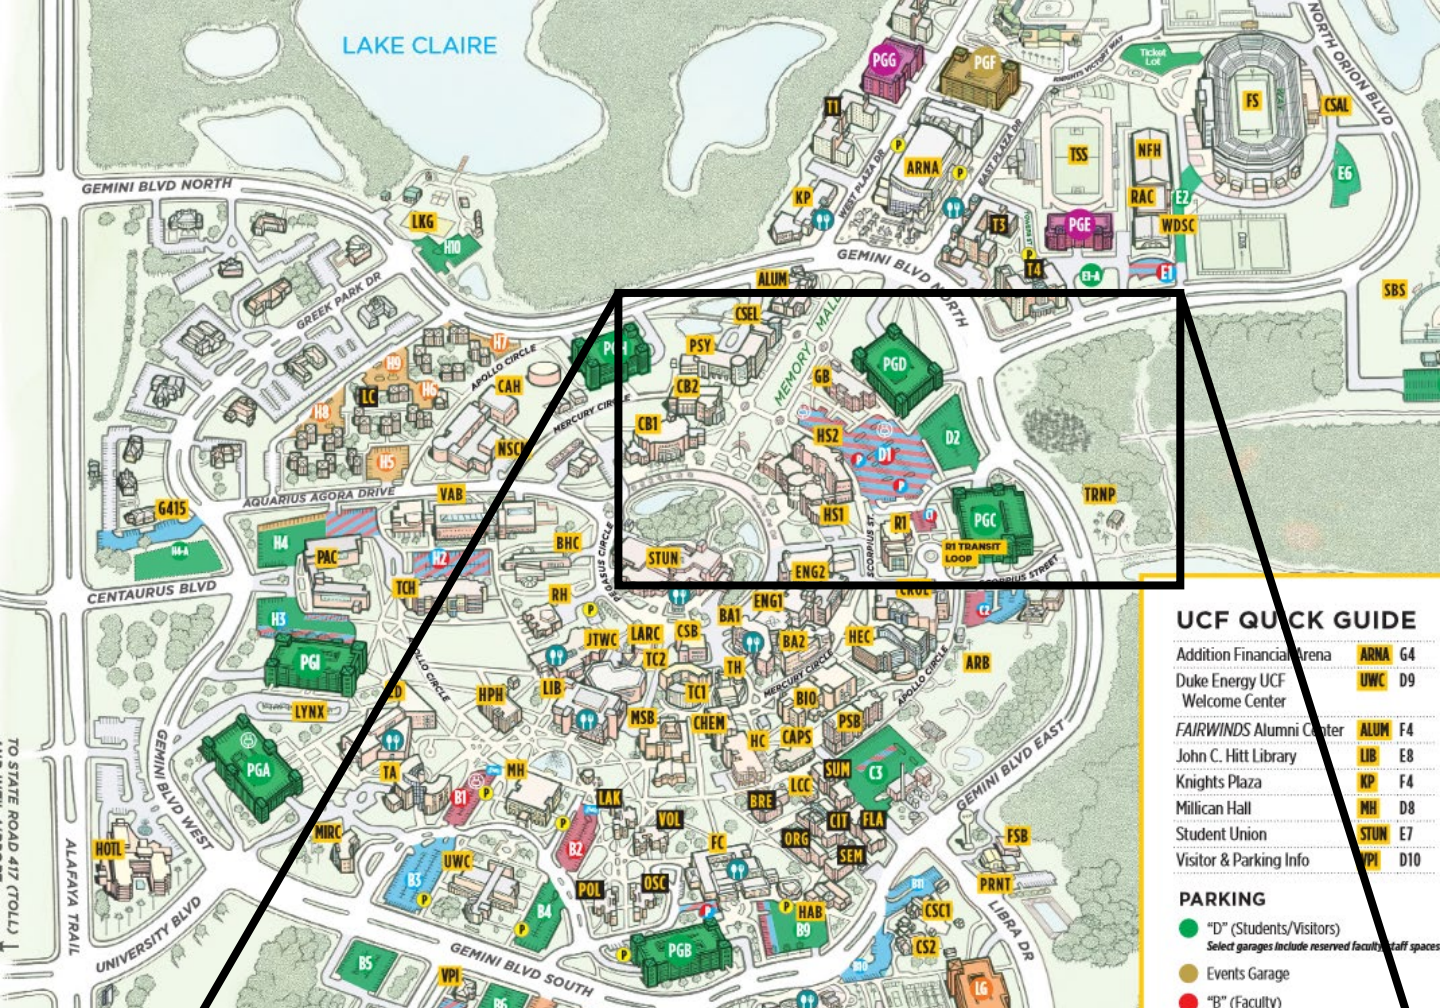 LAKE CLAIRE
PGG
PGF
Ticket
Lot
KNIGHTS VICTORY WAY
NORTH ORION BLVD
T1
FS
CSAL
ARNA
P
P
TSS
NFH
WEST PLAZA DR
EAST PLAZA DR
GEMINI BLVD NORTH
KP
RAC
E2
E6
LKG
H10
T3
PGE
WDSC
P
GEMINI BLVD NORTH
ALUM
T4
E3-A
E1
SBS
GREEK PARK DR
CSEL
MEMORY MALL
H7
PSY
PGD
H9
APOLLO CIRCLE
GB
LC
H6
CAH
CB2
H8
MERCURY CIRCLE
CB1
HS2
D2
D1
P
H5
NSCM
P
AQUARIUS AGORA DRIVE
VAB
TRNP
G415
HS1
R1
PGC
H4-A
H4
PAC
H2
BHC
PEGASUS CIRCLE
STUN
SCORPIUS ST
R1 TRANSIT
LOOP
CENTAURUS BLVD
TCH
RH
ENG2
SCORPIUS STREET
H3
P
ENG1
C2
BA1
PGI
JTWC
LARC
CSB
BA2
HEC
TC2
TH
MERCURY CIRCLE
ARB
APOLLO CIRCLE
LIB
TC1
BIO
APOLLO CIRCLE
LYNX
HPH
MSB
CHEM
PSB
HC
CAPS
PGA
TA
MH
SUM
C3
GEMINI BLVD EAST
B1
P
LCC
GEMINI BLVD WEST
LAK
BRE
MIRC
P
VOL
CIT
FLA
HOTL
B2
FC
ORG
FSB
UWC
SEM
B3
POL
OSC
PRNT
P
B4
P
HAB
CSC1
P
B9
CS2
P
PGB
LIBRA DR
B5
GEMINI BLVD SOUTH
B10
VPI
B6
LG
UNIVERSITY BLVD
ALAFAYA TRAIL
TO STATE ROAD 417 (TOLL)
UCF QUICK GUIDE
Addition Financial Arena ARNA G4
Duke Energy UCF UWC D9
Welcome Center
FAIRWINDS Alumni Center ALUM F4
John C. Hitt Library LIB E8
Knights Plaza KP F4
Millican Hall MH D8
Student Union STUN E7
Visitor & Parking Info VPI D10
PARKING
"D" (Students/Visitors)
Select garages include reserved faculty/staff spaces
Events Garage
"B" (Faculty)